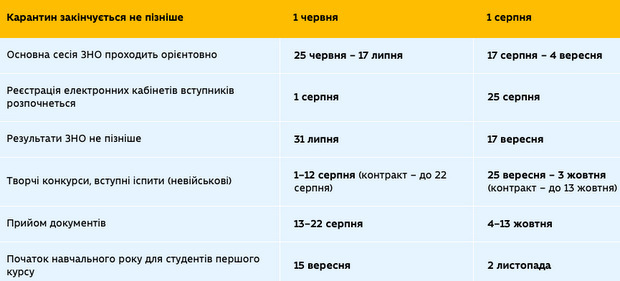 Карантин закінчується не пізніше 1 червня 1 серпня
Основна сесія ЗНО проходить орієнтовно 25 червня – 17 липня 17 серпня – 4 вересня
Реєстрація електронних кабінетів вступників
розпочнеться 1 серпня 25 серпня
Результати ЗНО не пізніше 31 липня 17 вересня
Творчі конкурси, вступні іспити (невійськові) 1–12 серпня (контракт – до 22
серпня) 25 вересня – 3 жовтня
(контракт – до 13 жовтня)
Прийом документів 13–22 серпня 4–13 жовтня
Початок навчального року для студентів першого
курсу 15 вересня 2 листопада